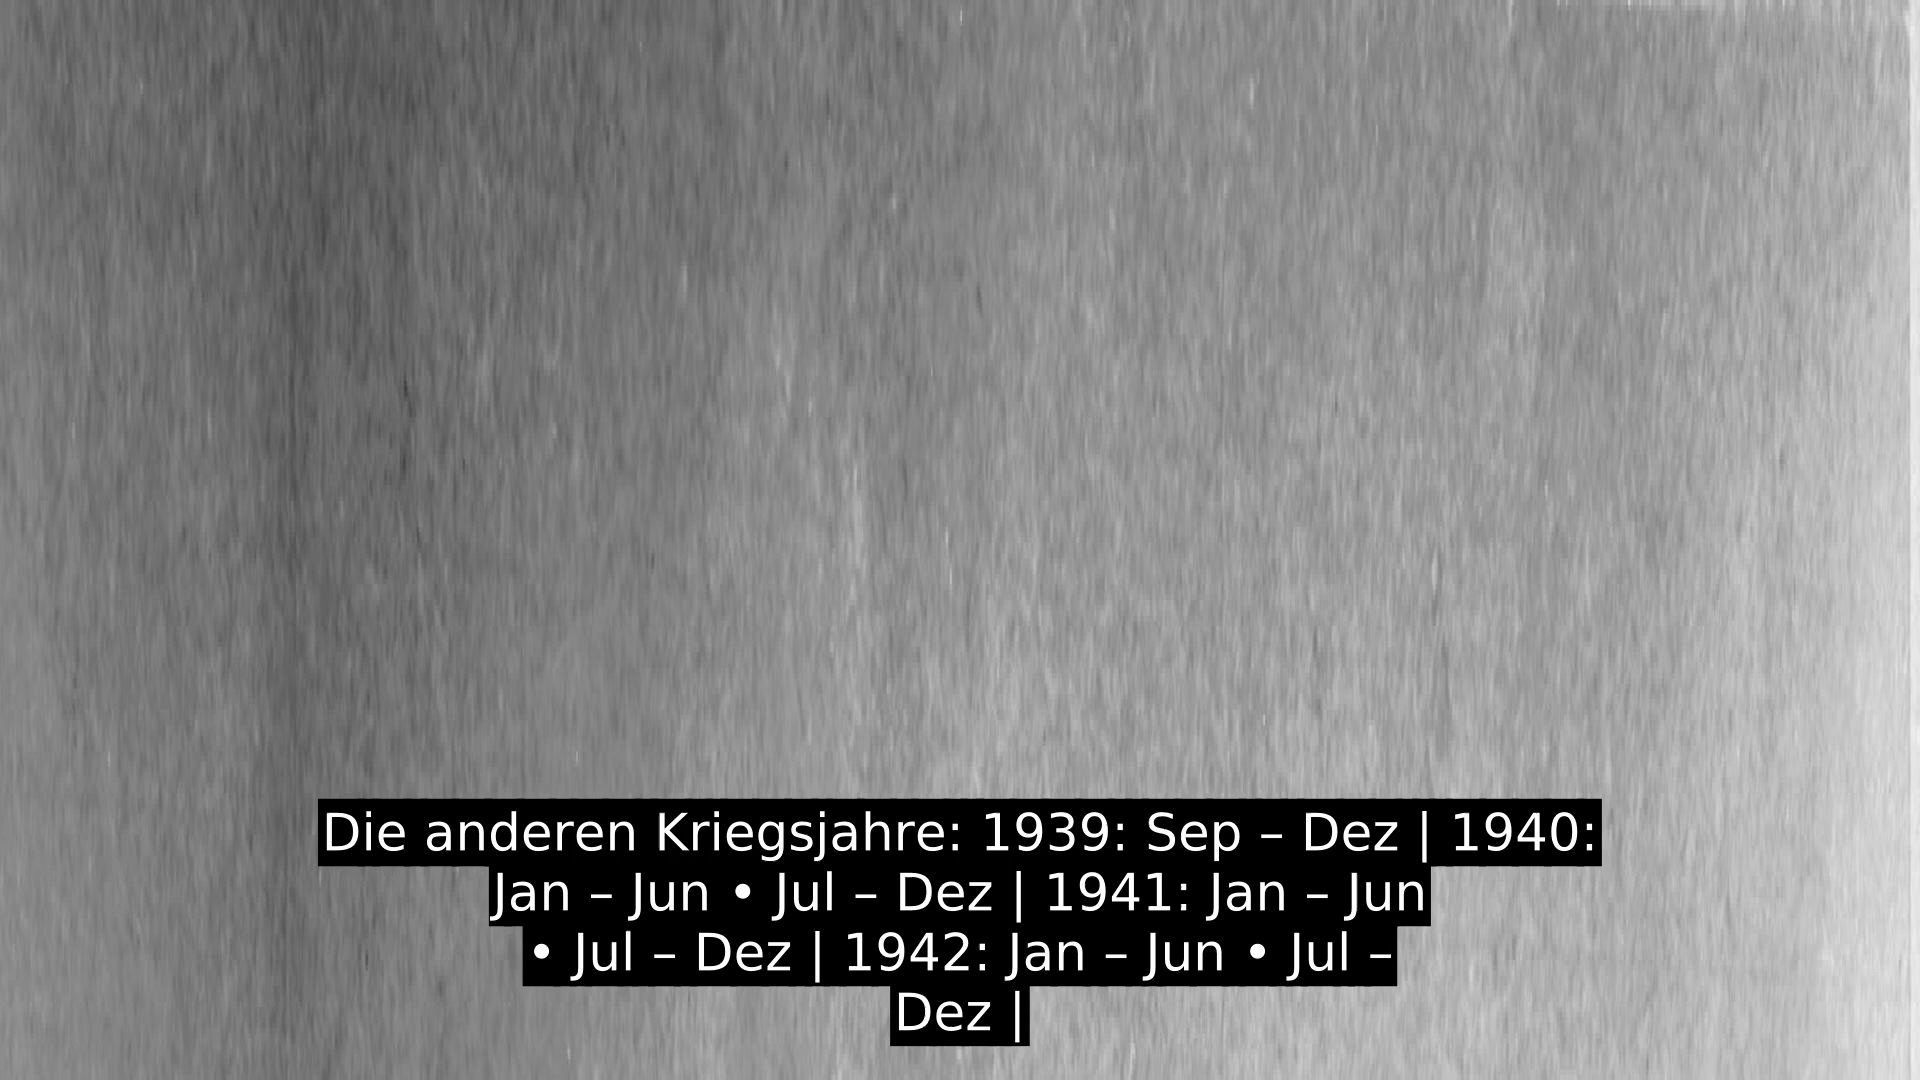 Die anderen Kriegsjahre: 1939: Sep – Dez | 1940:
Jan – Jun • Jul – Dez | 1941: Jan – Jun
• Jul – Dez | 1942: Jan – Jun • Jul –
Dez |